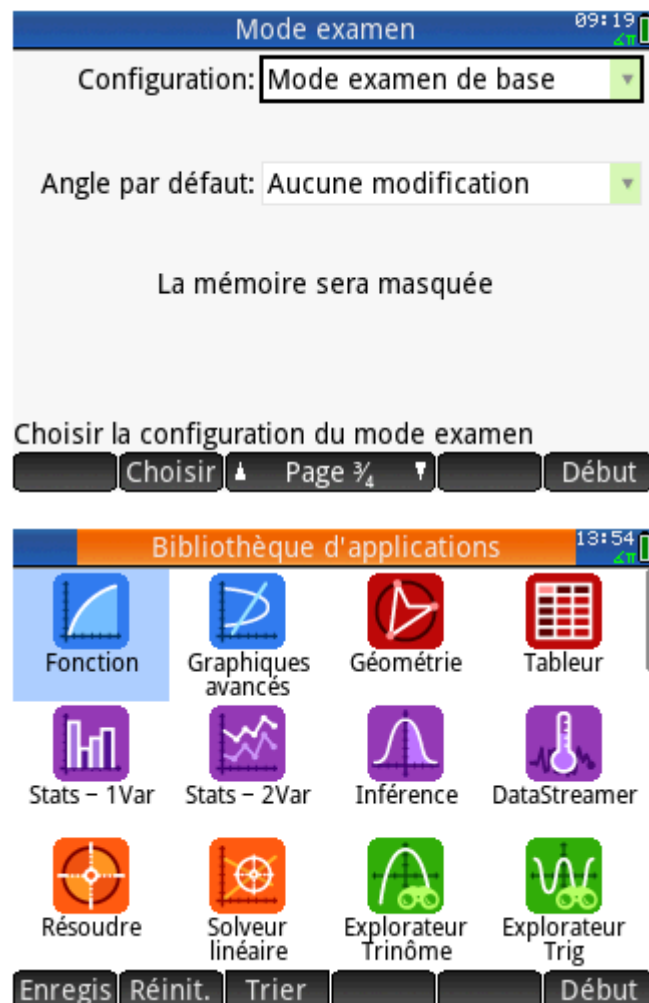 Mode examen 09:19
∡π
Configuration: Mode examen de base
Angle par défaut: Aucune modification
La mémoire sera masquée
Choisir la configuration du mode examen
Choisir Page ¾ Début
Bibliothèque d'applications 13:54
∡π
Fonction Graphiques avancés Géométrie Tableur
Stats – 1Var Stats – 2Var Inférence DataStreamer
Résoudre Solveur linéaire Explorateur Trinôme Explorateur Trig
Enregis Réinit. Trier Début